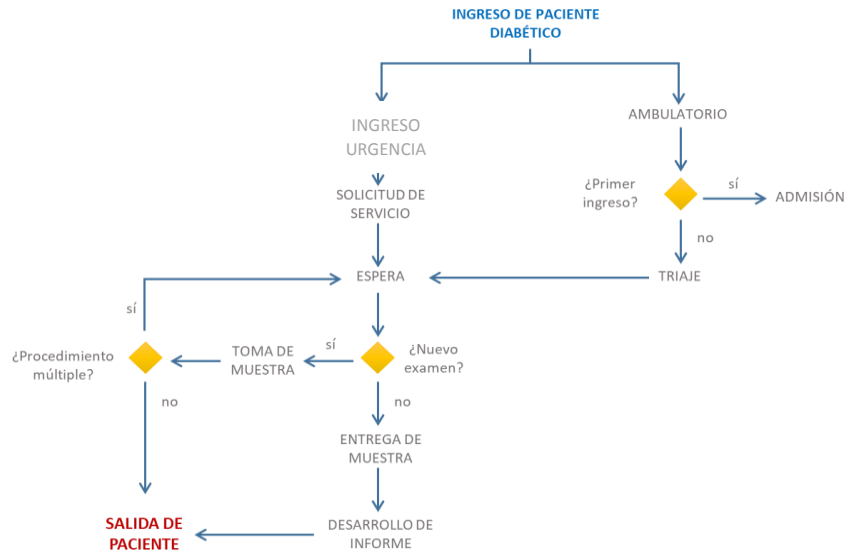 INGRESO DE PACIENTE
DIABÉTICO
AMBULATORIO
INGRESO
URGENCIA
¿Primer
ingreso?
sí
ADMISIÓN
SOLICITUD DE
SERVICIO
no
ESPERA
TRIAJE
sí
¿Procedimiento
múltiple?
TOMA DE
MUESTRA
sí
¿Nuevo
examen?
no
no
ENTREGA DE
MUESTRA
SALIDA DE
PACIENTE
DESARROLLO DE
INFORME